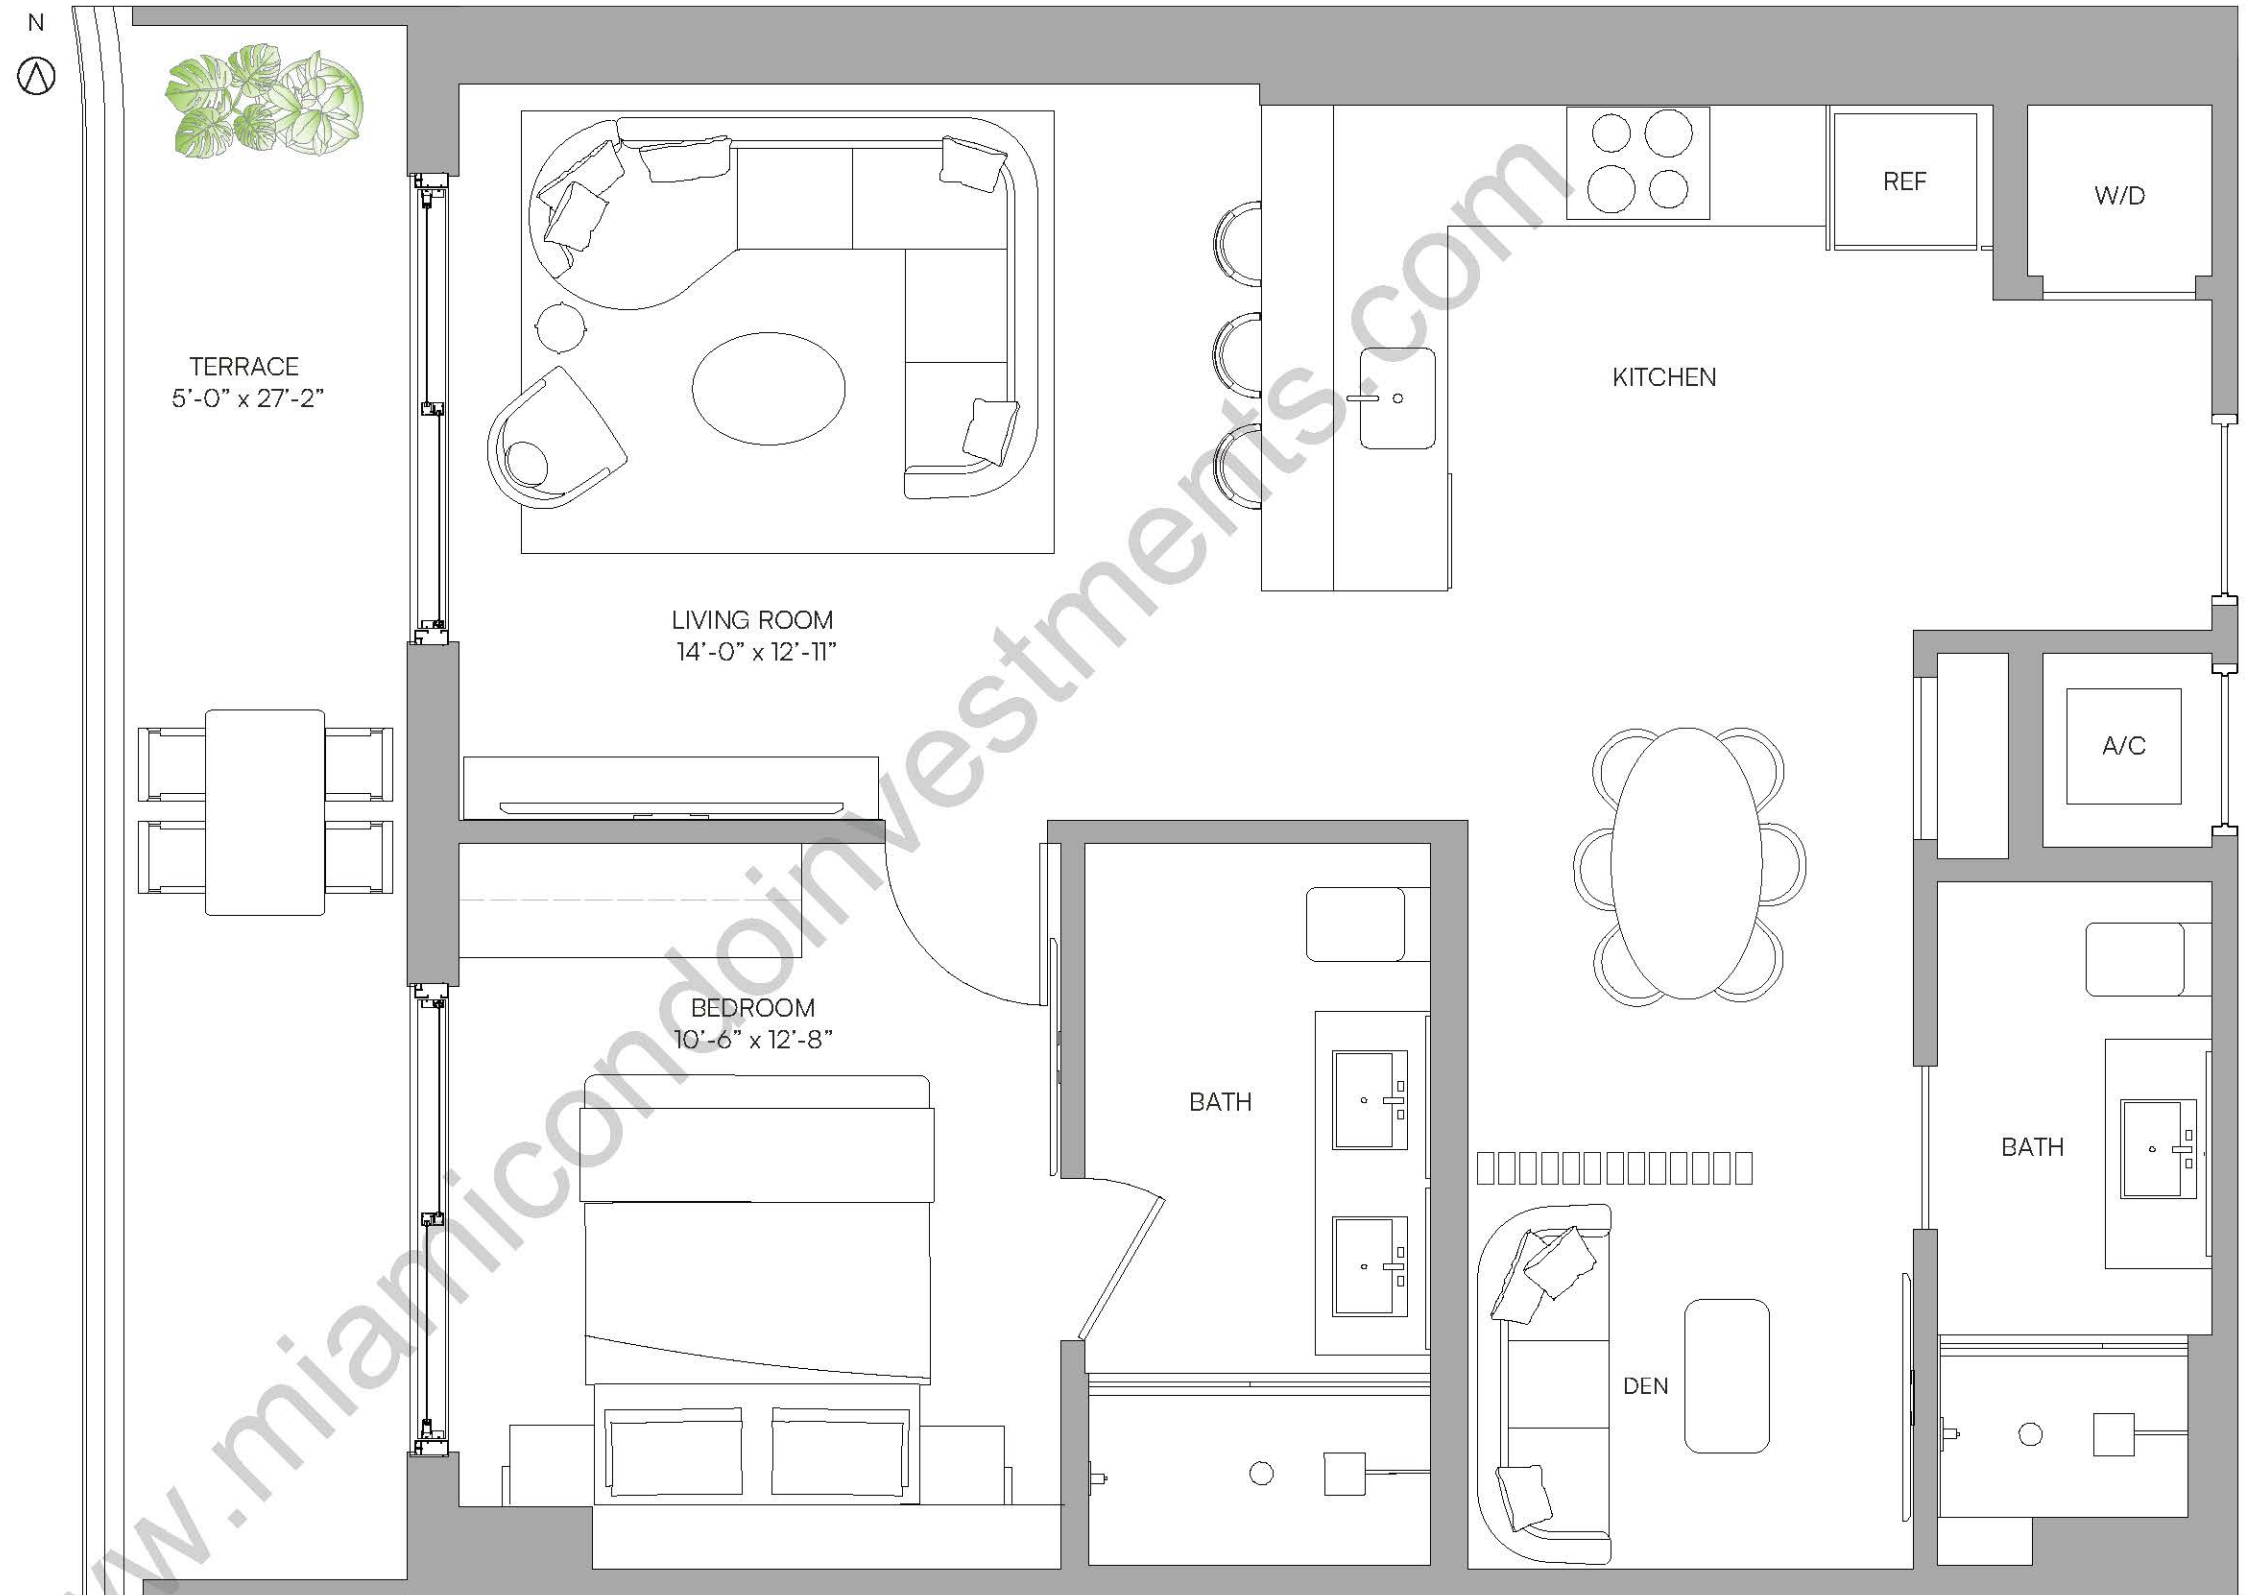 N
TERRACE
5'-0" x 27'-2"
LIVING ROOM
14'-0" x 12'-11"
KITCHEN
REF
W/D
A/C
BEDROOM
10'-6" x 12'-8"
BATH
BATH
DEN
www.miamicondoinvestments.com